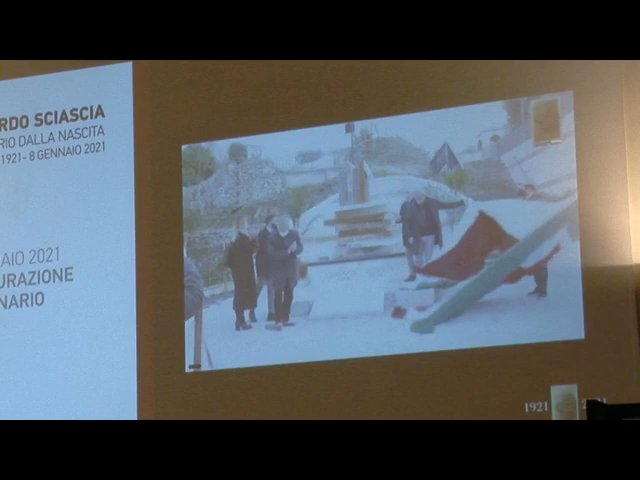 RDO SCIASCIA
RIO DALLA NASCITA
1921 - 8 GENNAIO 2021
AIO 2021
URAZIONE
NARIO
1921